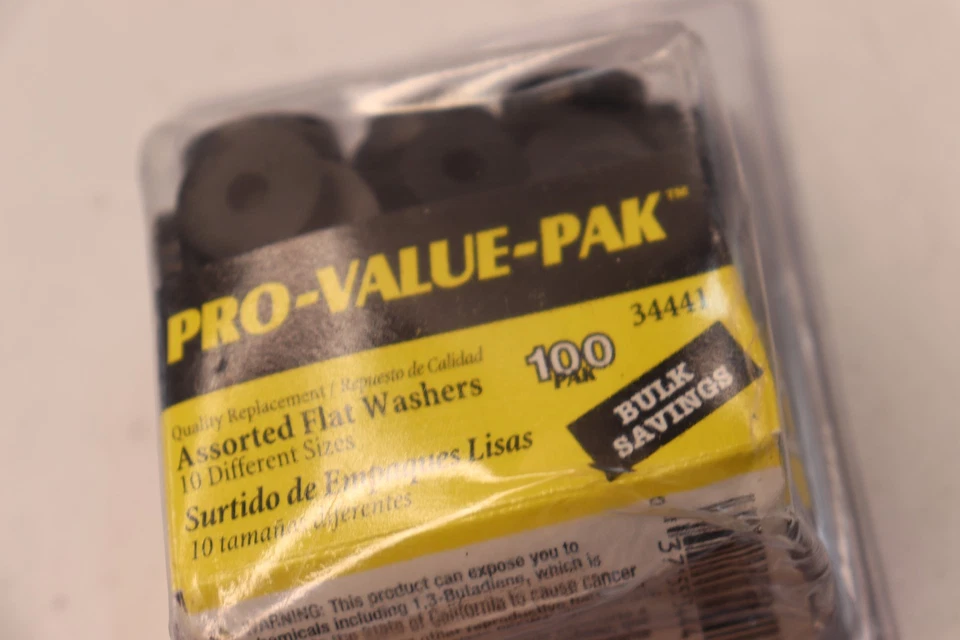 PRO-VALUE-PAK™
34441
100
PAK
BULK
SAVINGS
Quality Replacement / Repuesto de Calidad
Assorted Flat Washers
10 Different Sizes
Surtido de Empaques Lisas
10 tamaños diferentes
WARNING: This product can expose you to
chemicals including 1,3-Butadiene, which is
the State of California to cause cancer
other reproductive